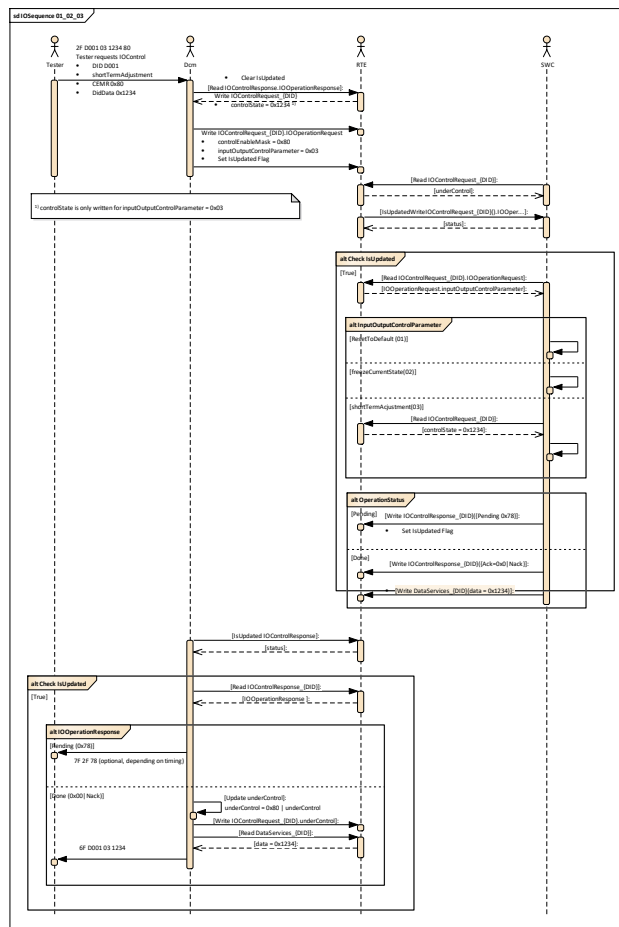 sd IOSequence 01_02_03
2F D001 03 1234 80
Tester requests IOControl
• DID D001
• shortTermAdjustment
• CEMR 0x80
• DidData 0x1234
Tester
Dcm
RTE
SWC
• Clear IsUpdated
[Read IOControlResponse.IOOperationResponse]:
Write IOControlRequest_{DID}
• controlState = 0x1234 ¹⁾
Write IOControlRequest_{DID}.IOOperationRequest
• controlEnableMask = 0x80
• inputOutputControlParameter = 0x03
• Set IsUpdated Flag
[Read IOControlRequest_{DID}]:
[underControl]:
¹⁾ controlState is only written for inputOutputControlParameter = 0x03
[IsUpdatedWriteIOControlRequest_{DID}().IOOper...]:
[status]:
alt Check IsUpdated
[True]
[Read IOControlRequest_{DID}.IOOperationRequest]:
[IOOperationRequest.inputOutputControlParameter]:
alt InputOutputControlParameter
[ResetToDefault (01)]
[freezeCurrentState(02)]
[shortTermAdjustment(03)]
[Read IOControlRequest_{DID}]:
[controlState = 0x1234]:
alt OperationStatus
[Pending]
[Write IOControlResponse_{DID}({Pending 0x78)]:
• Set IsUpdated Flag
[Done]
[Write IOControlResponse_{DID}({Ack=0x0|Nack)]:
• [Write DataServices_{DID}(data = 0x1234)]:
[IsUpdated IOControlResponse]:
[status]:
alt Check IsUpdated
[True]
[Read IOControlResponse_{DID}]:
[IOOperationResponse ]:
alt IOOperationResponse
[Pending (0x78)]
7F 2F 78 (optional, depending on timing)
[Done (0x00|Nack)]
[Update underControl]:
underControl = 0x80 | underControl
[Write IOControlRequest_{DID}.underControl]:
[Read DataServices_{DID}]:
[data = 0x1234]:
6F D001 03 1234